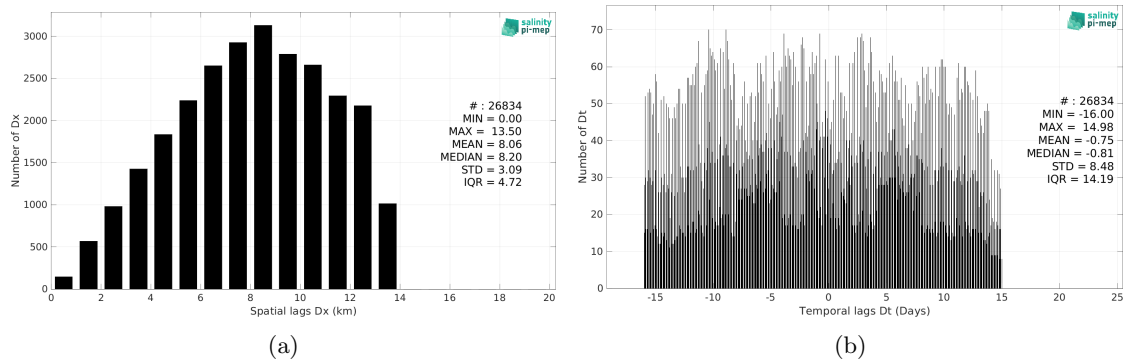 salinity
pi-mep
3000
2500
2000
1500
1000
500
0
Number of Dx
# : 26834
MIN = 0.00
MAX = 13.50
MEAN = 8.06
MEDIAN = 8.20
STD = 3.09
IQR = 4.72
0 2 4 6 8 10 12 14 16 18 20
Spatial lags Dx (km)
(a)
salinity
pi-mep
70
60
50
40
30
20
10
0
Number of Dt
# : 26834
MIN = -16.00
MAX = 14.98
MEAN = -0.75
MEDIAN = -0.81
STD = 8.48
IQR = 14.19
-15 -10 -5 0 5 10 15 20 25
Temporal lags Dt (Days)
(b)